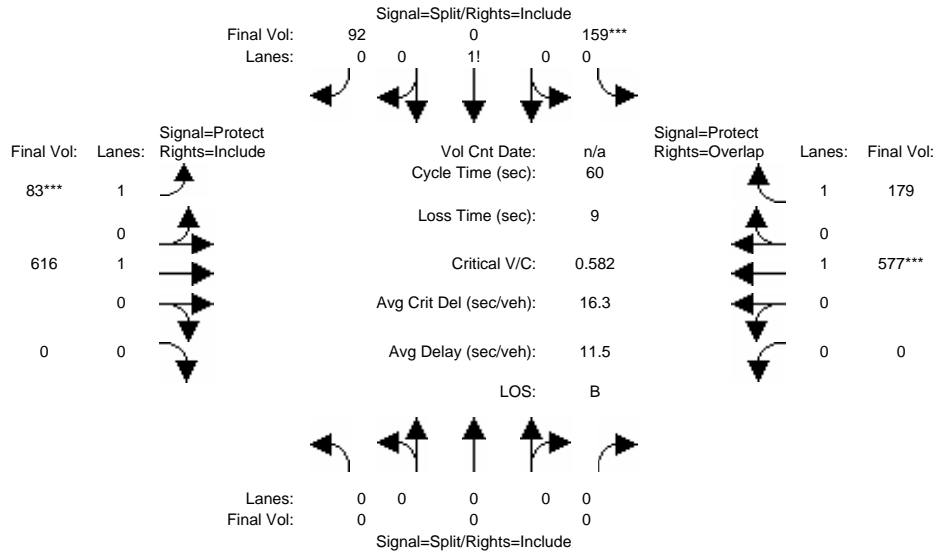 Signal=Split/Rights=Include
Final Vol: 92 0 159***
Lanes: 0 0 1! 0 0
Signal=Protect Signal=Protect
Final Vol: Lanes: Rights=Include Vol Cnt Date: n/a Rights=Overlap Lanes: Final Vol:
Cycle Time (sec): 60
83*** 1 1 179
Loss Time (sec): 9
0 0
616 1 Critical V/C: 0.582 1 577***
0 Avg Crit Del (sec/veh): 16.3 0
0 0 Avg Delay (sec/veh): 11.5 0 0
LOS: B
Lanes: 0 0 0 0 0
Final Vol: 0 0 0
Signal=Split/Rights=Include